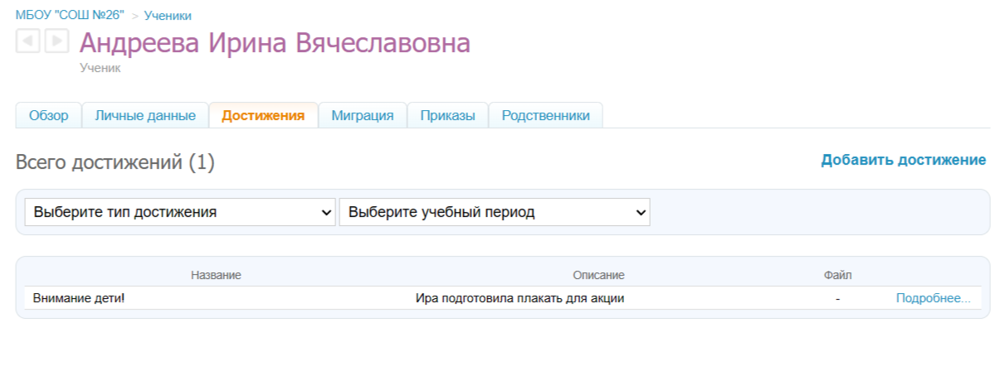 МБОУ "СОШ №26" > Ученики
Андреева Ирина Вячеславовна
Ученик
Обзор Личные данные Достижения Миграция Приказы Родственники
Всего достижений (1) Добавить достижение
Выберите тип достижения Выберите учебный период
Название Описание Файл
Внимание дети! Ира подготовила плакать для акции - Подробнее...